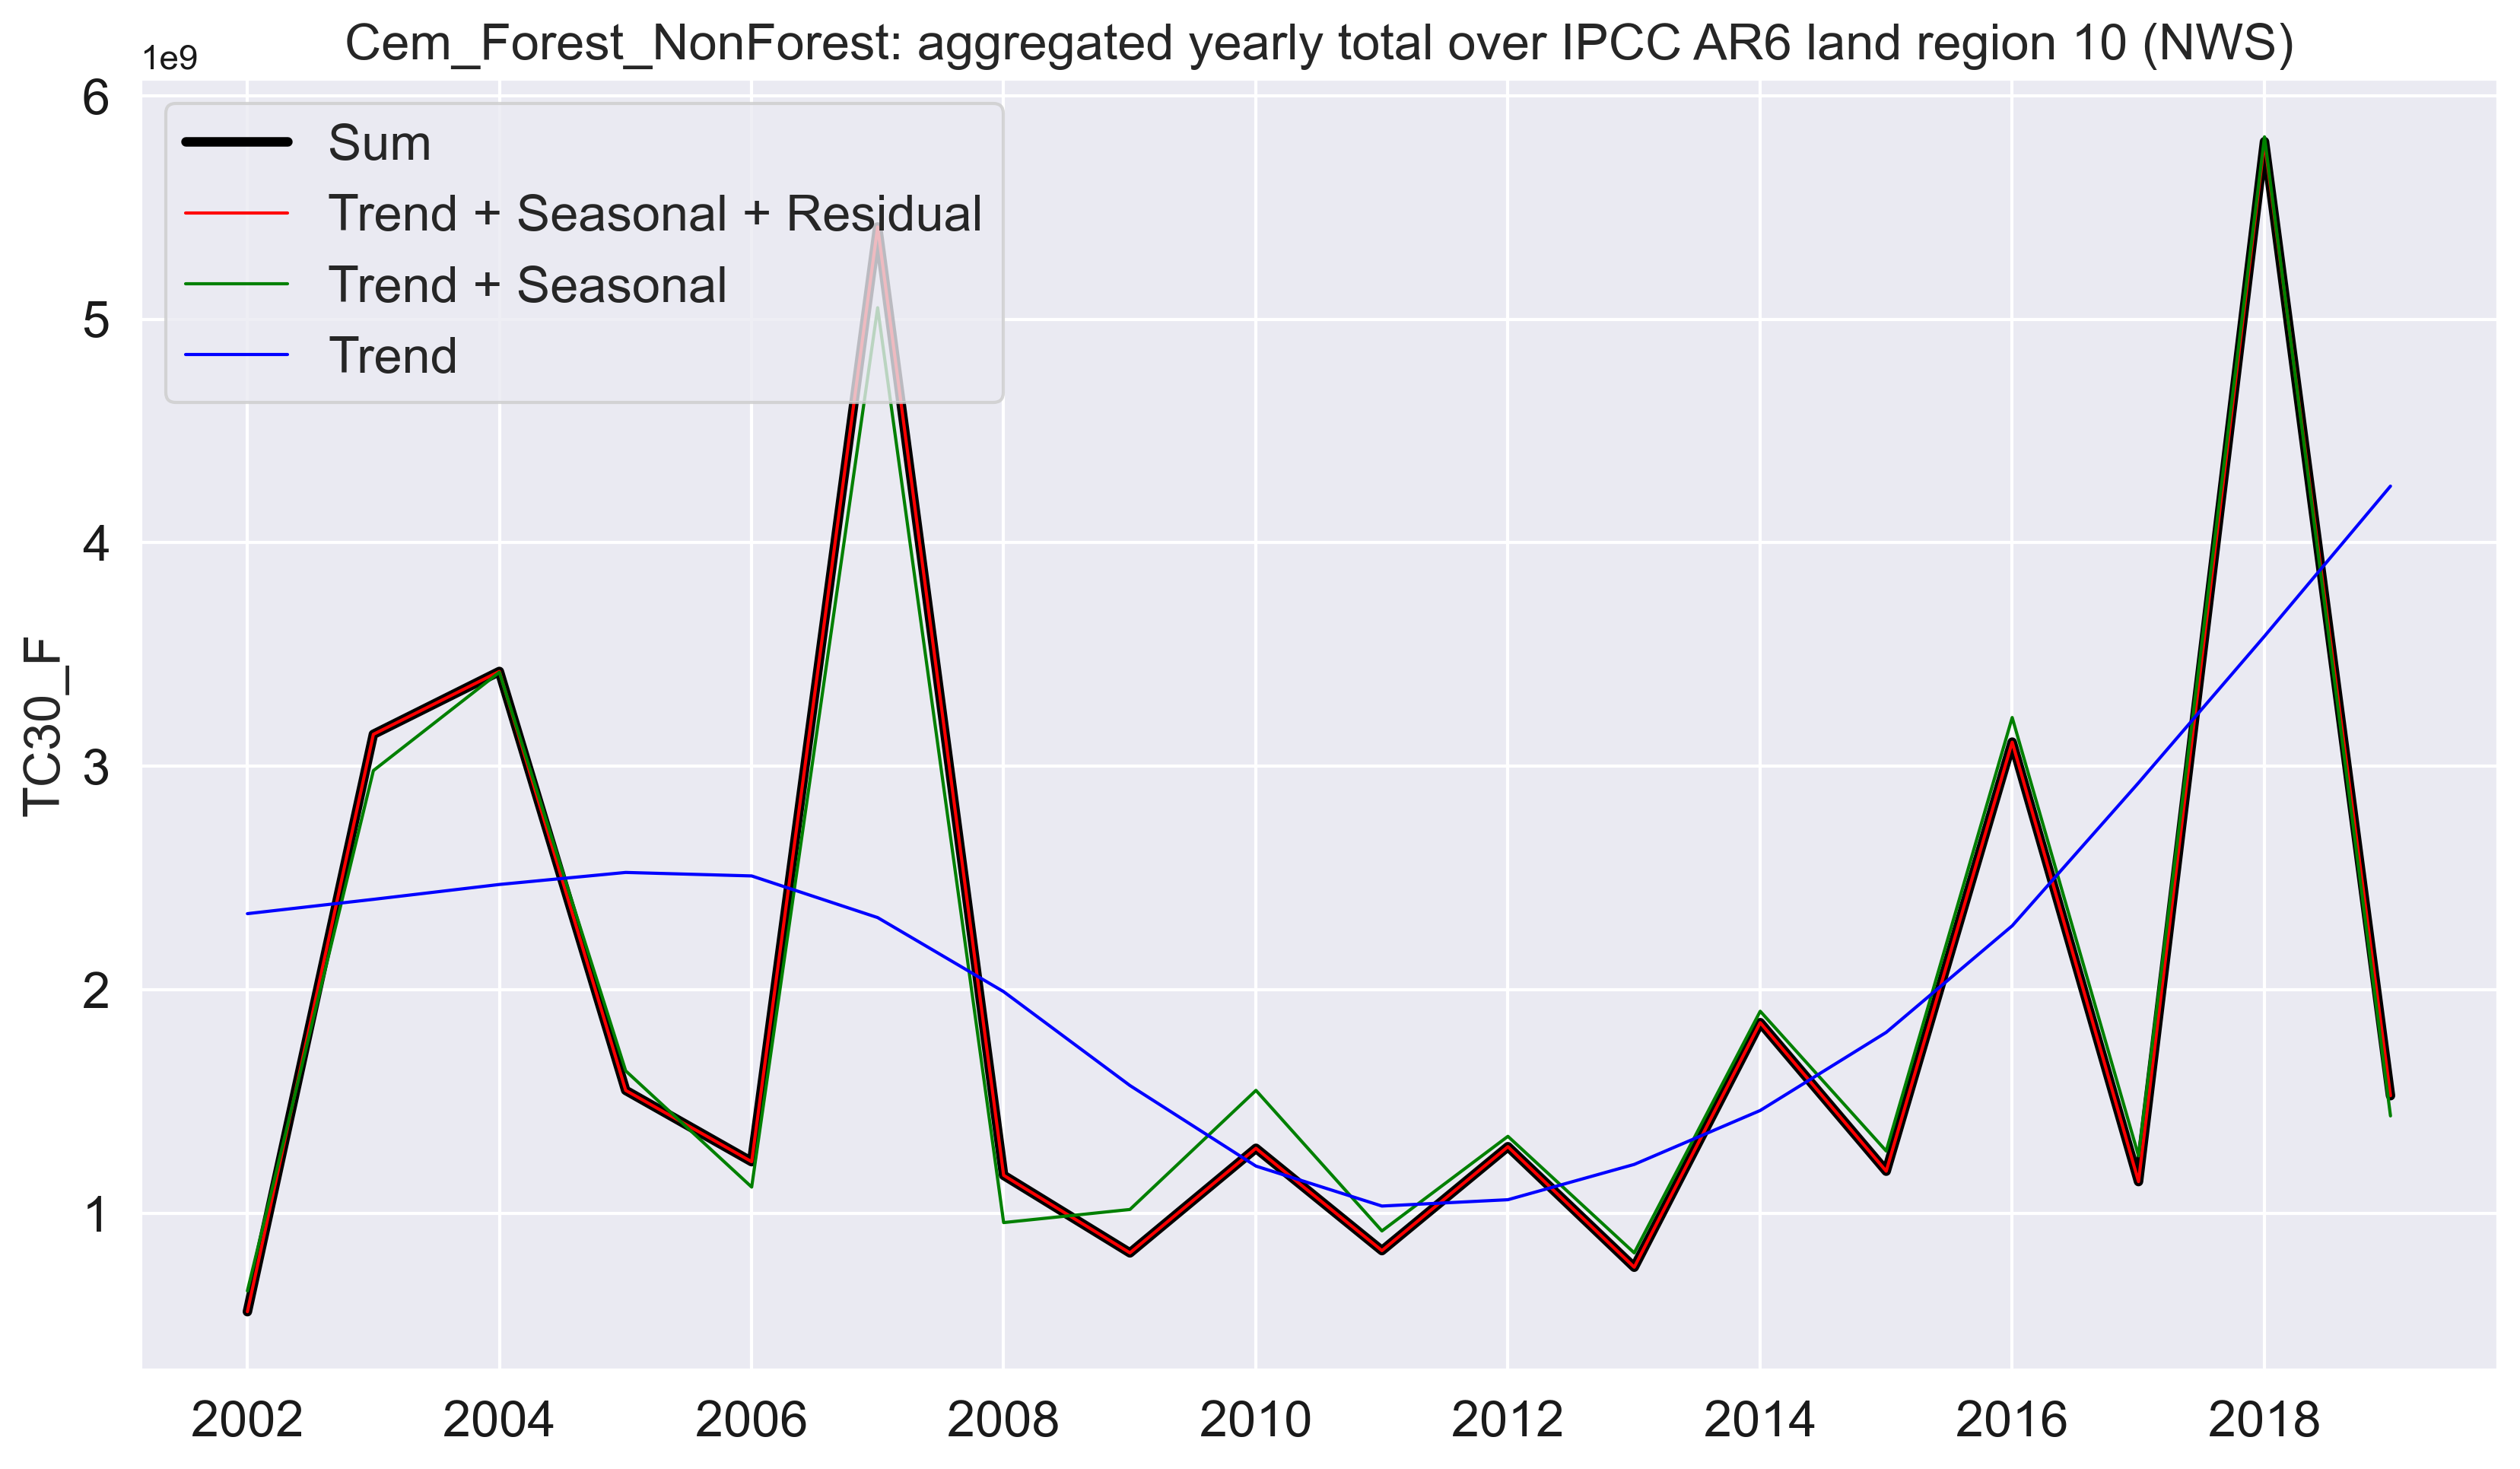 Cem_Forest_NonForest: aggregated yearly total over IPCC AR6 land region 10 (NWS)
1e9
6
5
4
3
2
1
TC30_F
Sum
Trend + Seasonal + Residual
Trend + Seasonal
Trend
2002 2004 2006 2008 2010 2012 2014 2016 2018